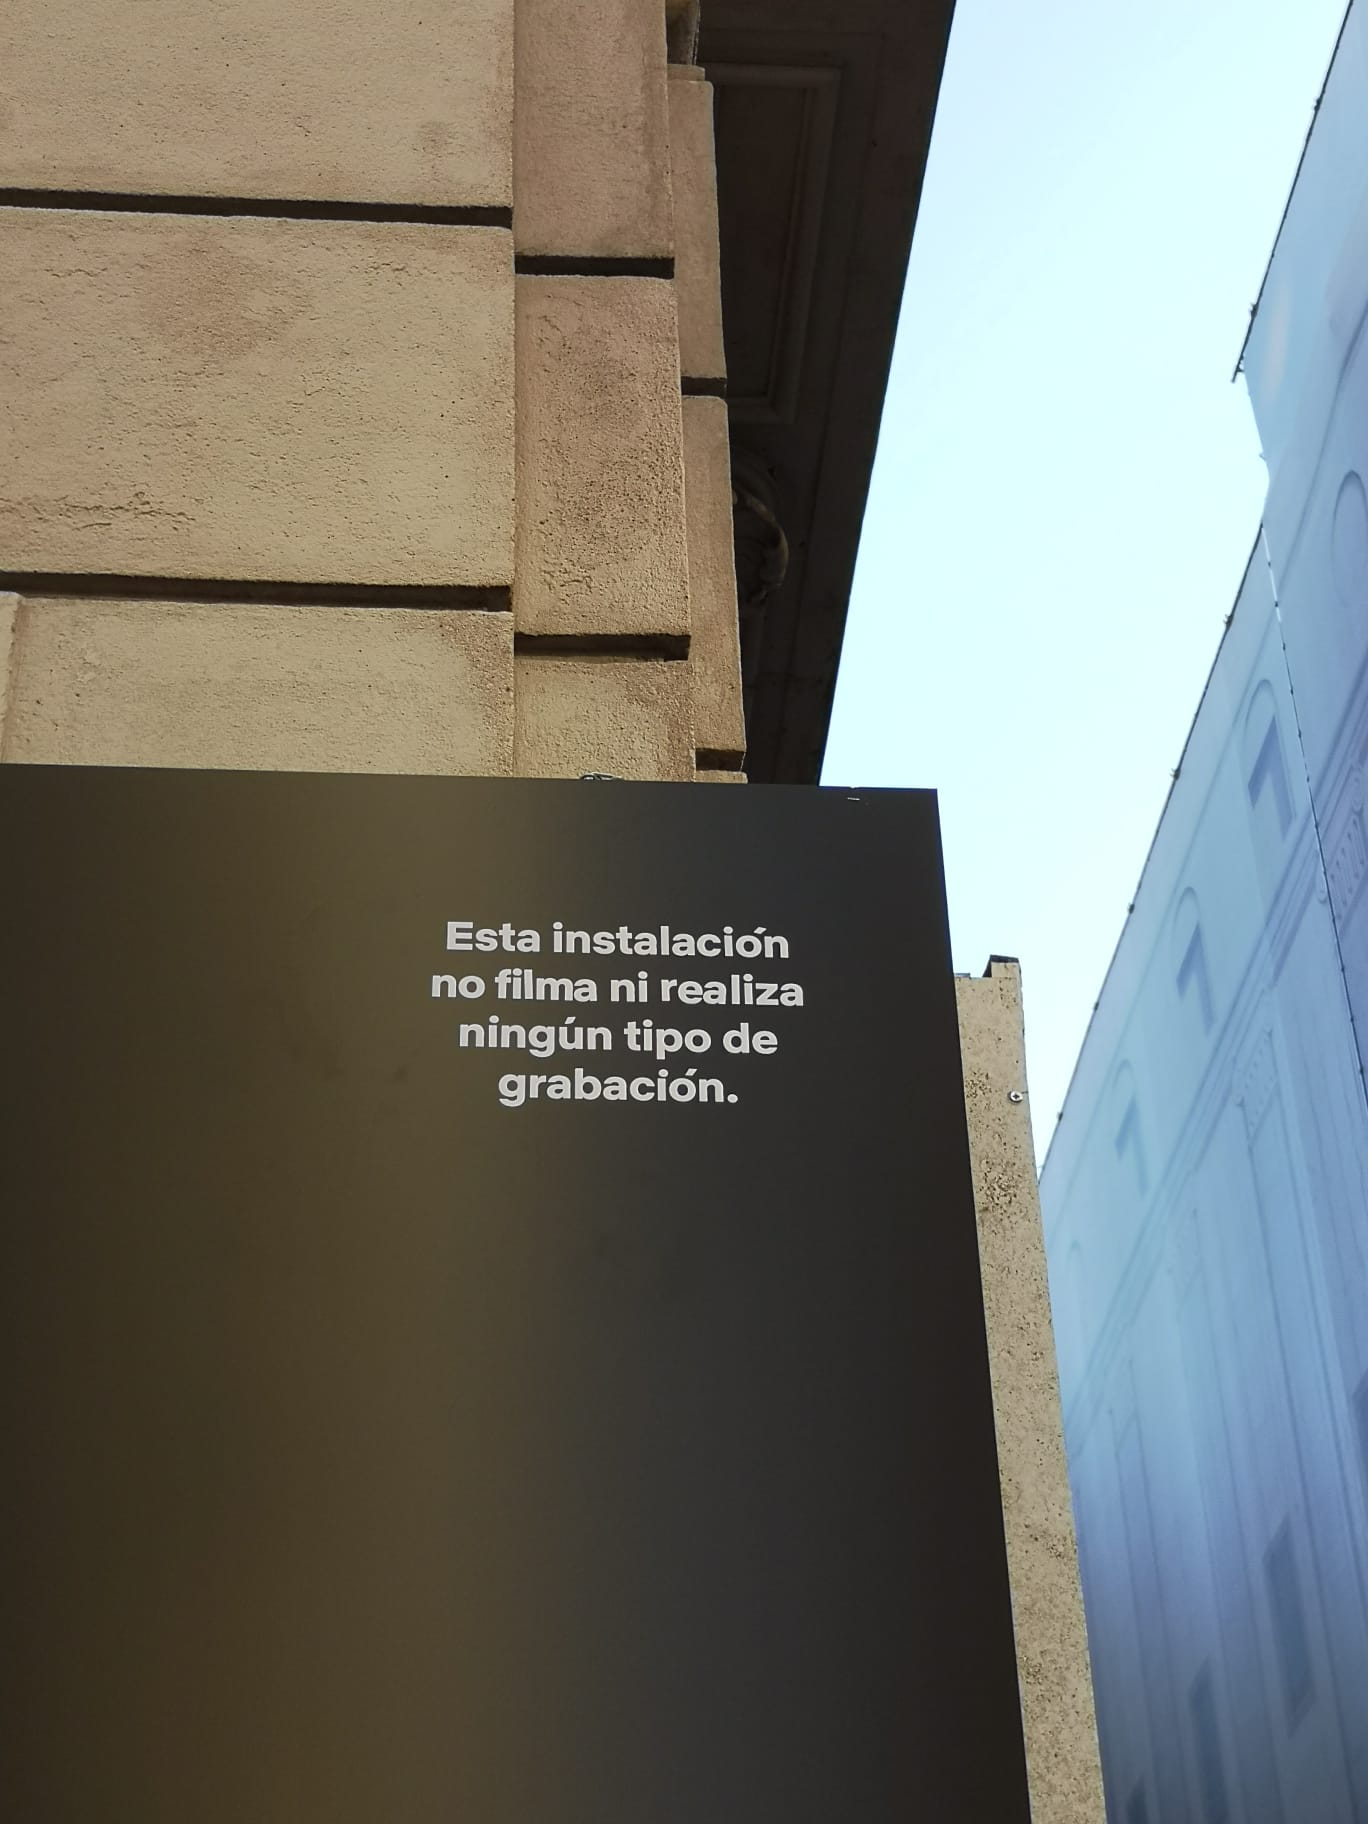 Esta instalación
no filma ni realiza
ningún tipo de
grabación.